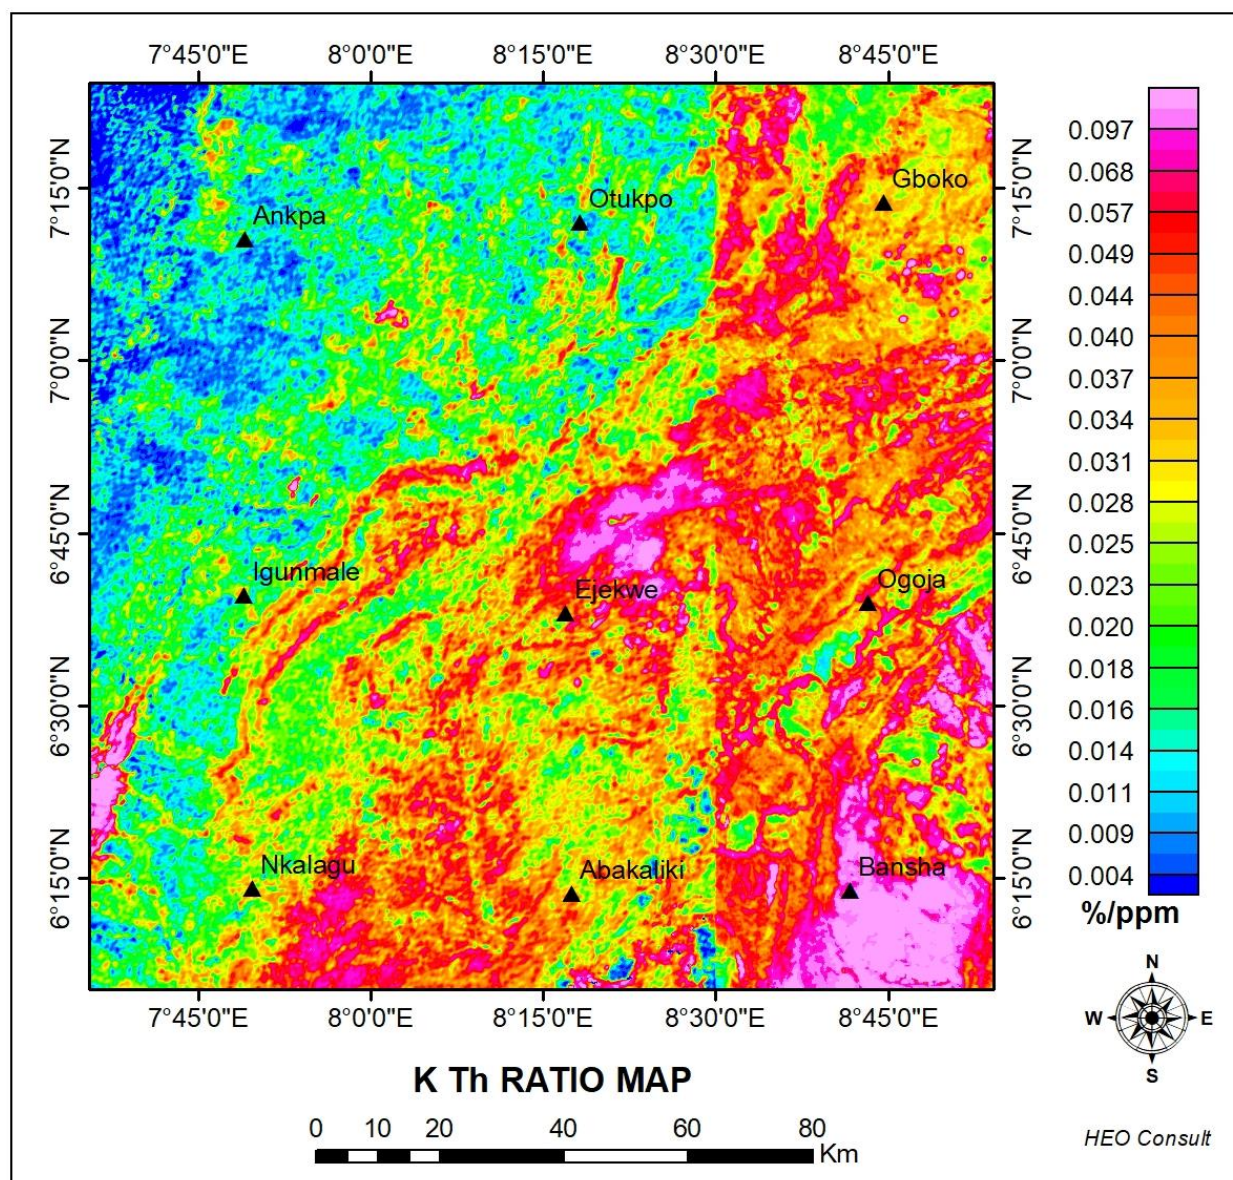 7°45'0"E 8°0'0"E 8°15'0"E 8°30'0"E 8°45'0"E
7°15'0"N
7°0'0"N
6°45'0"N
6°30'0"N
6°15'0"N
Ankpa
Otukpo
Gboko
Igunmale
Ejekwe
Ogoja
Nkalagu
Abakaliki
Bansha
7°15'0"N
7°0'0"N
6°45'0"N
6°30'0"N
6°15'0"N
7°45'0"E 8°0'0"E 8°15'0"E 8°30'0"E 8°45'0"E
0.097
0.068
0.057
0.049
0.044
0.040
0.037
0.034
0.031
0.028
0.025
0.023
0.020
0.018
0.016
0.014
0.011
0.009
0.004
%/ppm
N
W E
S
K Th RATIO MAP
0 10 20 40 60 80
Km
HEO Consult